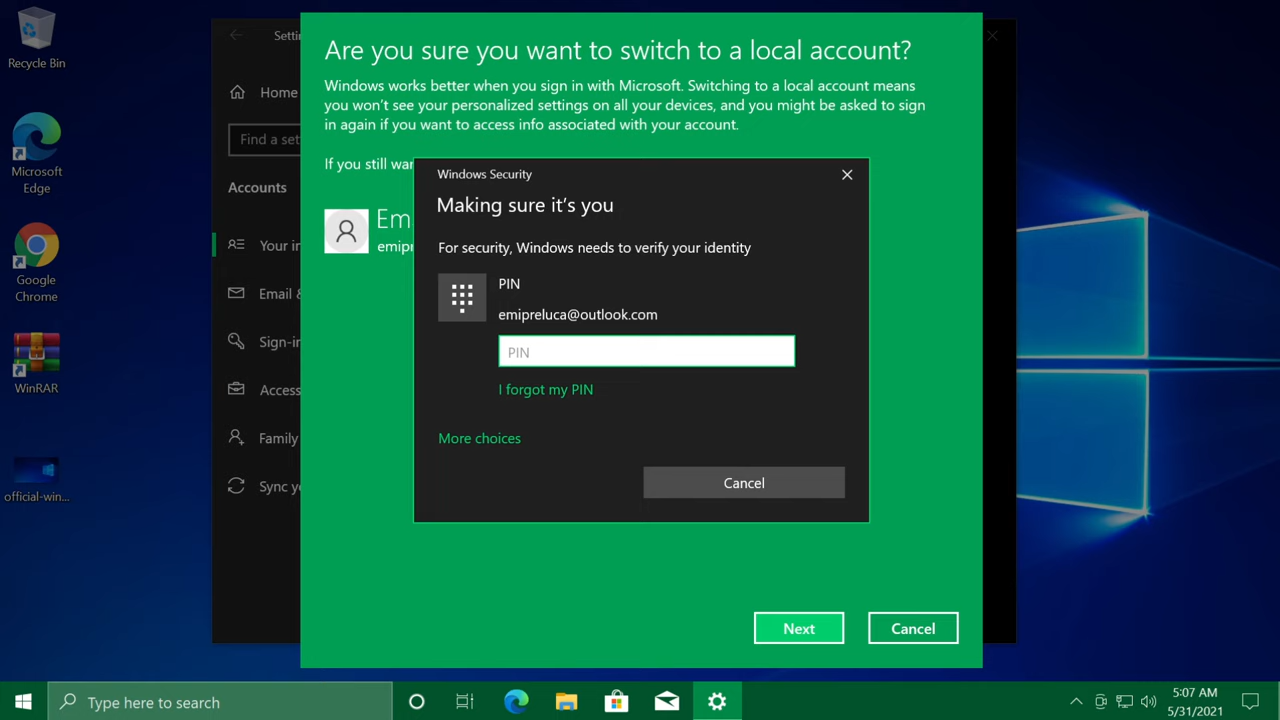 Recycle Bin
Microsoft
Edge
Google
Chrome
WinRAR
official-win...
Home
Find a set
Accounts
Your in
Email &
Sign-in
Access
Family
Sync yo
Are you sure you want to switch to a local account?
Windows works better when you sign in with Microsoft. Switching to a local account means
you won't see your personalized settings on all your devices, and you might be asked to sign
in again if you want to access info associated with your account.
If you still wan
Emi
emipr
Windows Security
Making sure it's you
For security, Windows needs to verify your identity
PIN
emipreluca@outlook.com
PIN
I forgot my PIN
More choices
Cancel
Next
Cancel
Type here to search
5:07 AM
5/31/2021